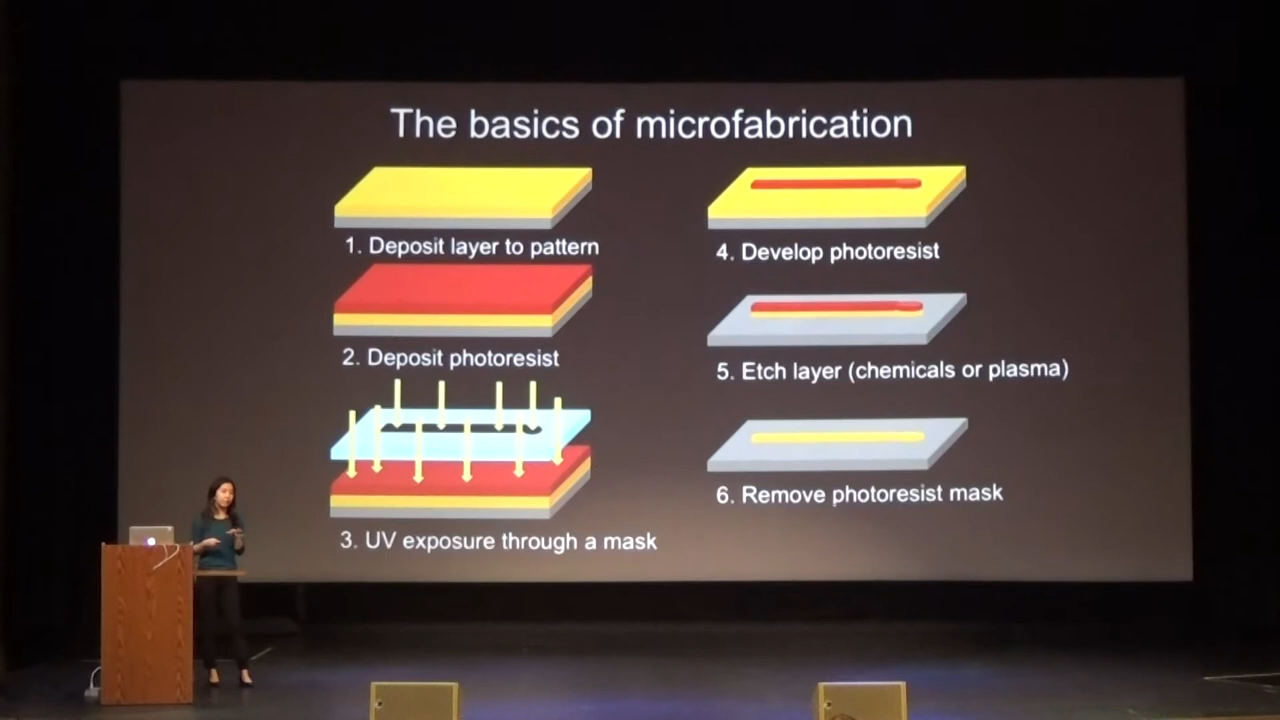 The basics of microfabrication
1. Deposit layer to pattern
2. Deposit photoresist
3. UV exposure through a mask
4. Develop photoresist
5. Etch layer (chemicals or plasma)
6. Remove photoresist mask